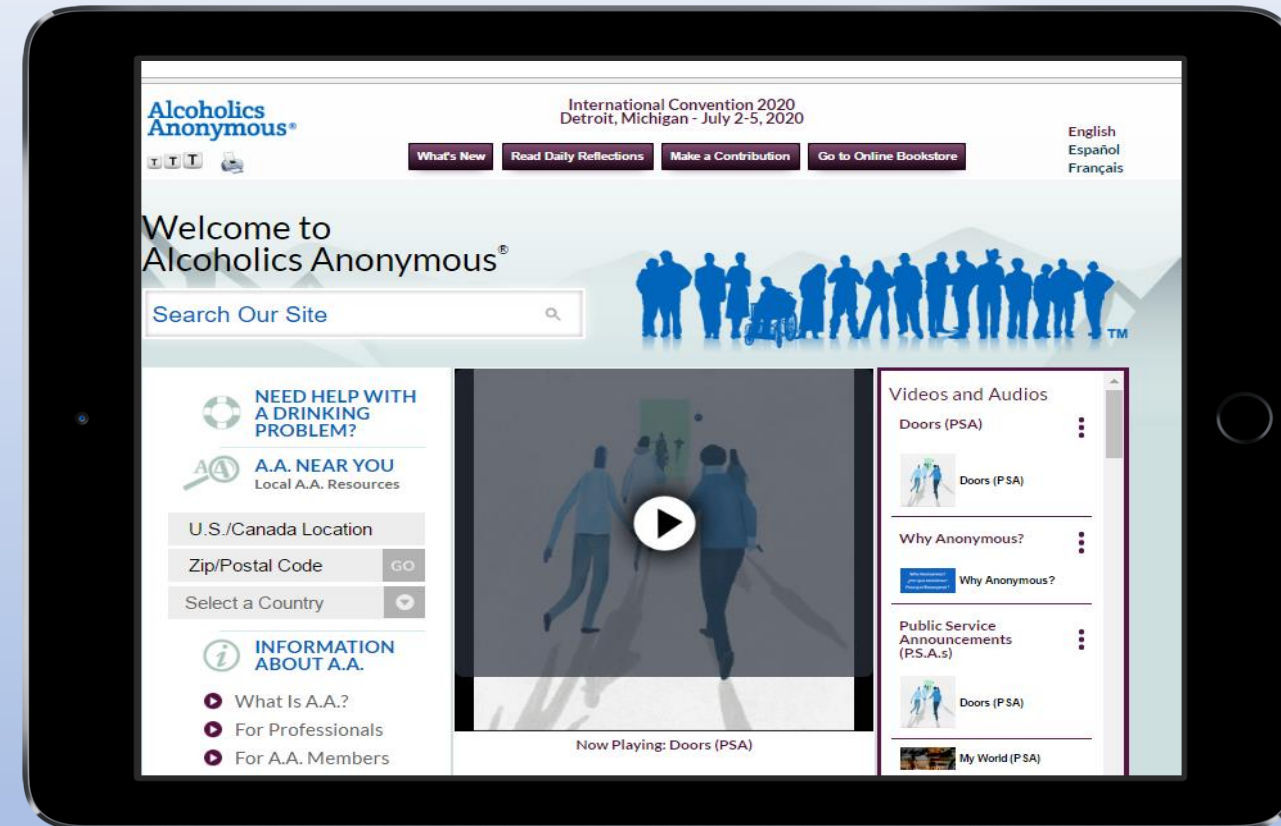 Alcoholics
Anonymous®
T T T
International Convention 2020
Detroit, Michigan - July 2-5, 2020
What's New
Read Daily Reflections
Make a Contribution
Go to Online Bookstore
English
Español
Français
Welcome to
Alcoholics Anonymous®
Search Our Site
TM
NEED HELP WITH
A DRINKING
PROBLEM?
A.A. NEAR YOU
Local A.A. Resources
U.S./Canada Location
Zip/Postal Code
GO
Select a Country
INFORMATION
ABOUT A.A.
What Is A.A.?
For Professionals
For A.A. Members
Now Playing: Doors (PSA)
Videos and Audios
Doors (PSA)
Doors (PSA)
Why Anonymous?
Why Anonymous?
Public Service
Announcements
(P.S.A.s)
Doors (PSA)
My World (PSA)